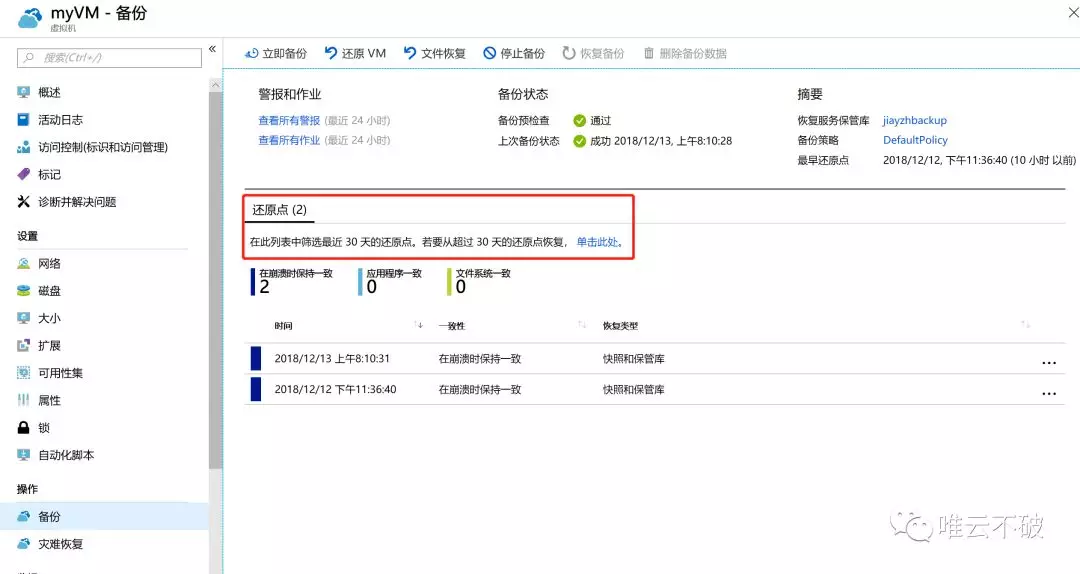 myVM - 备份
虚拟机
搜索(Ctrl+/)
概述
活动日志
访问控制(标识和访问管理)
标记
诊断并解决问题
设置
网络
磁盘
大小
扩展
可用性集
属性
锁
自动化脚本
操作
备份
灾难恢复
立即备份 还原 VM 文件恢复 停止备份 恢复备份 删除备份数据
警报和作业
查看所有警报 (最近 24 小时)
查看所有作业 (最近 24 小时)
备份状态
备份预检查 通过
上次备份状态 成功 2018/12/13, 上午8:10:28
摘要
恢复服务保管库 jiayzhbackup
备份策略 DefaultPolicy
最早还原点 2018/12/12, 下午11:36:40 (10 小时 以前)
还原点 (2)
在此列表中筛选最近 30 天的还原点。若要从超过 30 天的还原点恢复，单击此处。
在崩溃时保持一致
2
应用程序一致
0
文件系统一致
0
时间 一致性 恢复类型
2018/12/13 上午8:10:31 在崩溃时保持一致 快照和保管库 ...
2018/12/12 下午11:36:40 在崩溃时保持一致 快照和保管库 ...
唯云不破